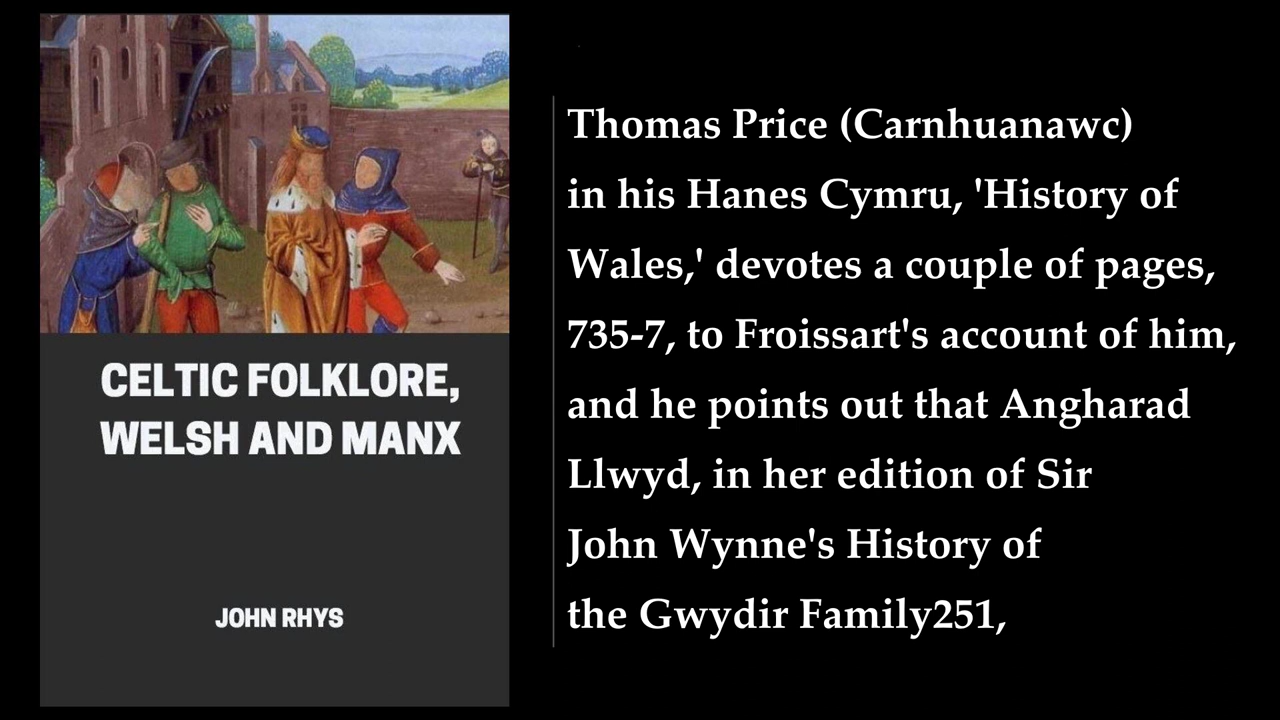 CELTIC FOLKLORE,
WELSH AND MANX
JOHN RHYS
Thomas Price (Carnhuanawc)
in his Hanes Cymru, 'History of
Wales,' devotes a couple of pages,
735-7, to Froissart's account of him,
and he points out that Angharad
Llwyd, in her edition of Sir
John Wynne's History of
the Gwydir Family251,